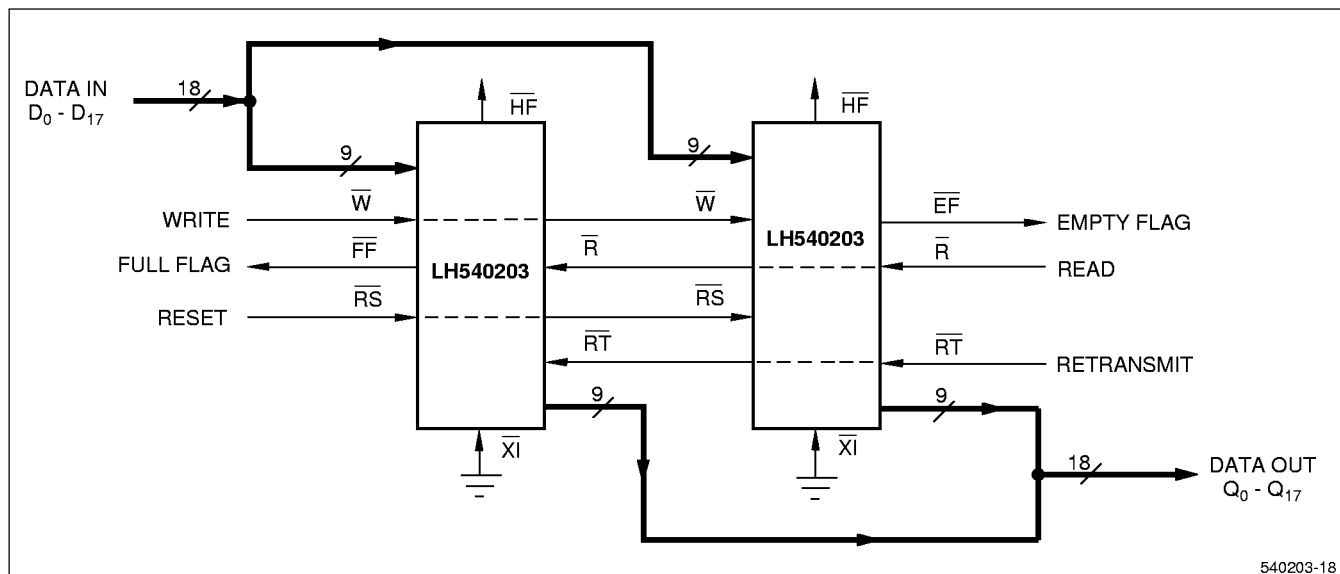 HF
HF
DATA IN
D0 - D17
18
9
9
WRITE
W
W
EF
EMPTY FLAG
LH540203
FULL FLAG
FF
LH540203
R
R
READ
RESET
RS
RS
RT
RT
RETRANSMIT
9
9
XI
XI
18
DATA OUT
Q0 - Q17
540203-18